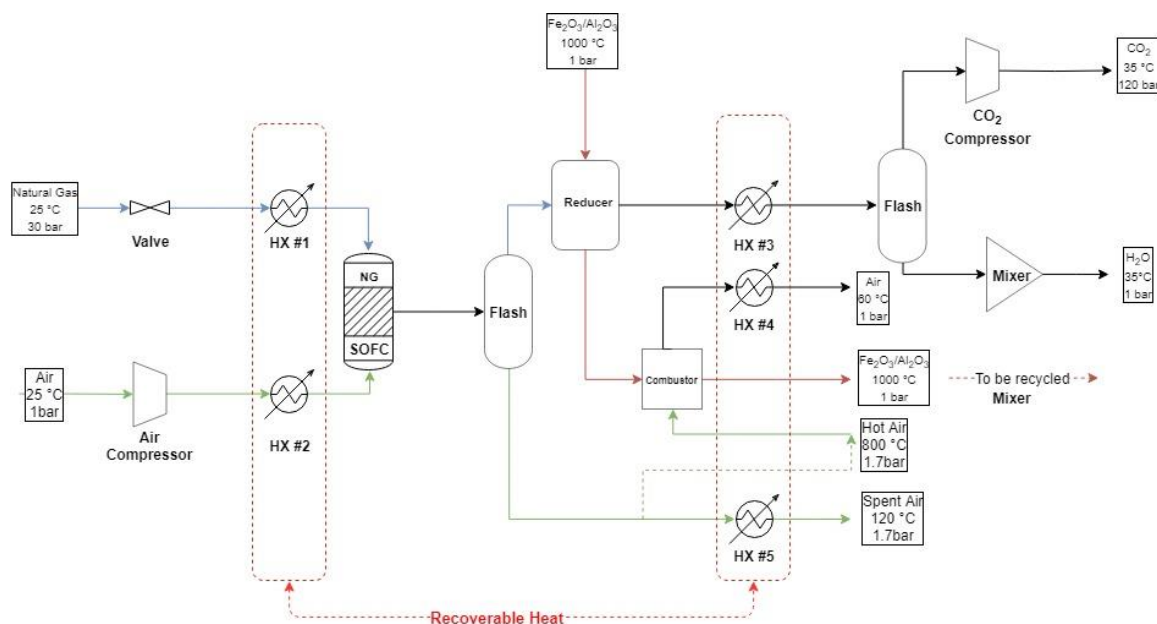 Fe₂O₃/Al₂O₃
1000 °C
1 bar
CO₂
35 °C
120 bar
CO₂
Compressor
Natural Gas
25 °C
30 bar
Valve
HX #1
Reducer
HX #3
Flash
NG
SOFC
Flash
HX #4
Air
60 °C
1 bar
Mixer
H₂O
35°C
1 bar
Air
25 °C
1bar
Air
Compressor
HX #2
Combustor
Fe₂O₃/Al₂O₃
1000 °C
1 bar
To be recycled
Mixer
Hot Air
800 °C
1.7bar
HX #5
Spent Air
120 °C
1.7bar
Recoverable Heat